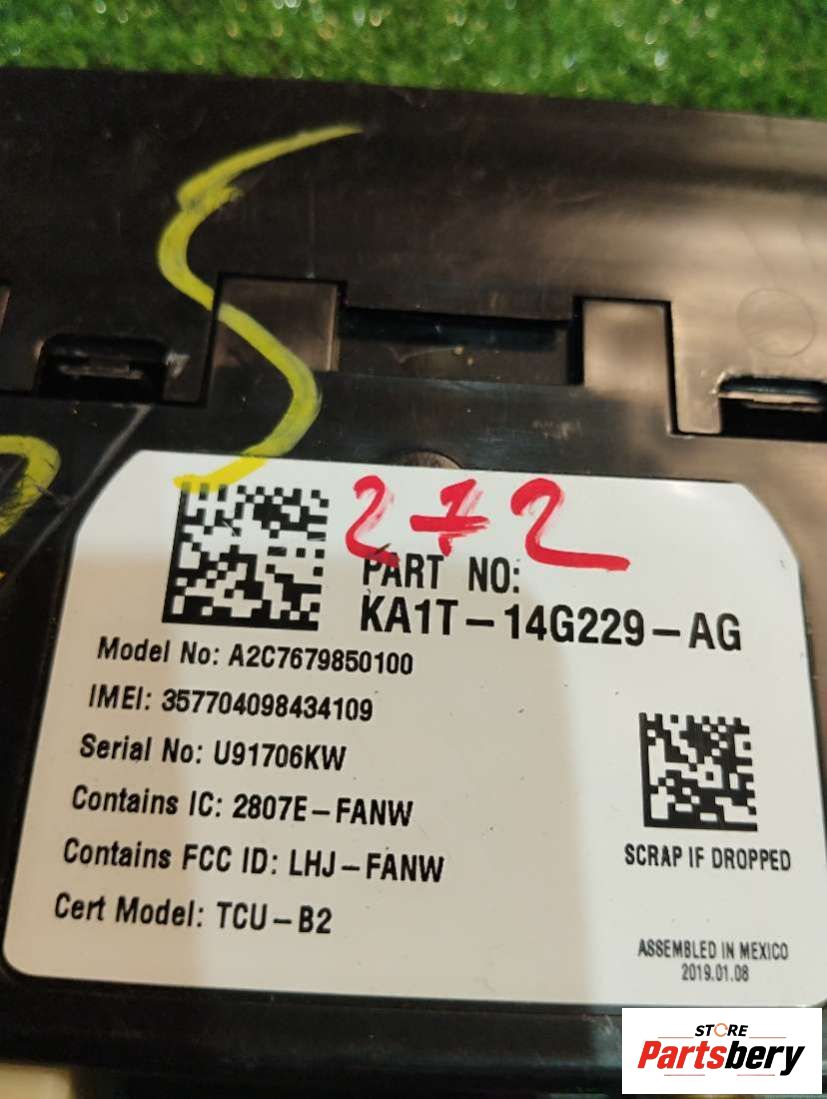 272
PART NO:
KA1T-14G229-AG
Model No: A2C7679850100
IMEI: 357704098434109
Serial No: U91706KW
Contains IC: 2807E-FANW
Contains FCC ID: LHJ-FANW
Cert Model: TCU-B2
SCRAP IF DROPPED
ASSEMBLED IN MEXICO
2019.01.08
STORE
Partsbery